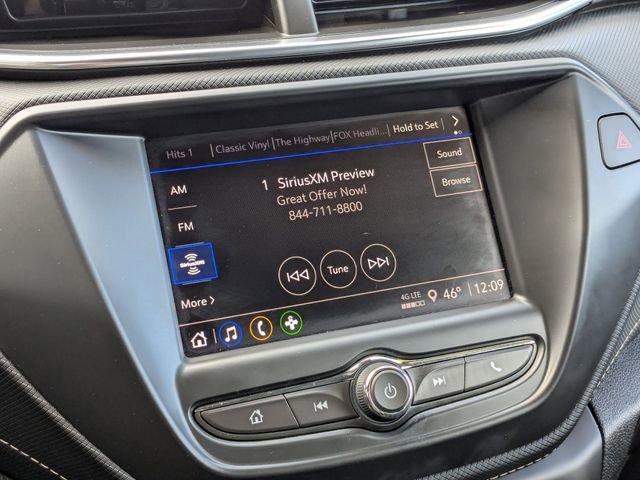 Hits 1 | Classic Vinyl | The Highway | FOX Headli... Hold to Set
AM
1 SiriusXM Preview
Great Offer Now!
844-711-8800
Sound
Browse
FM
SiriusXM
Tune
More
4G LTE 46° 12:09